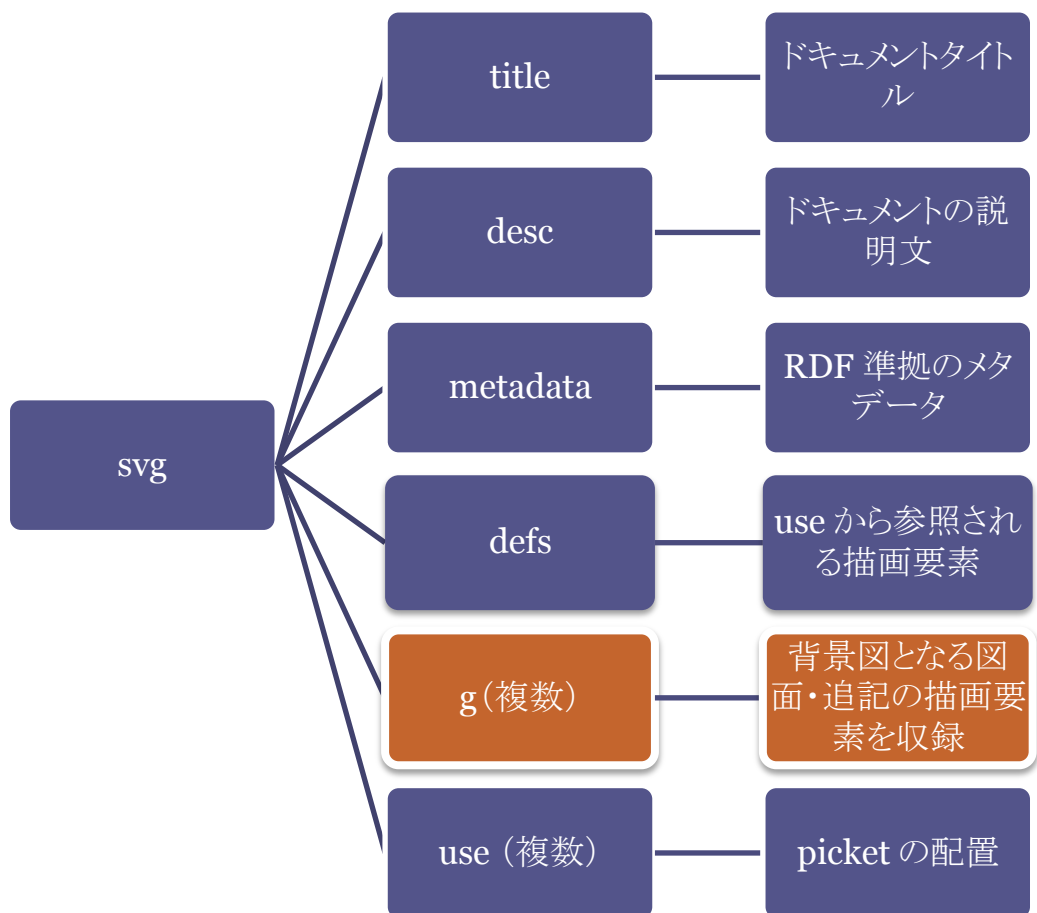 svg
title
ドキュメントタイト
ル
desc
ドキュメントの説
明文
metadata
RDF 準拠のメタ
データ
defs
use から参照され
る描画要素
g（複数）
背景図となる図
面・追記の描画要
素を収録
use（複数）
picket の配置